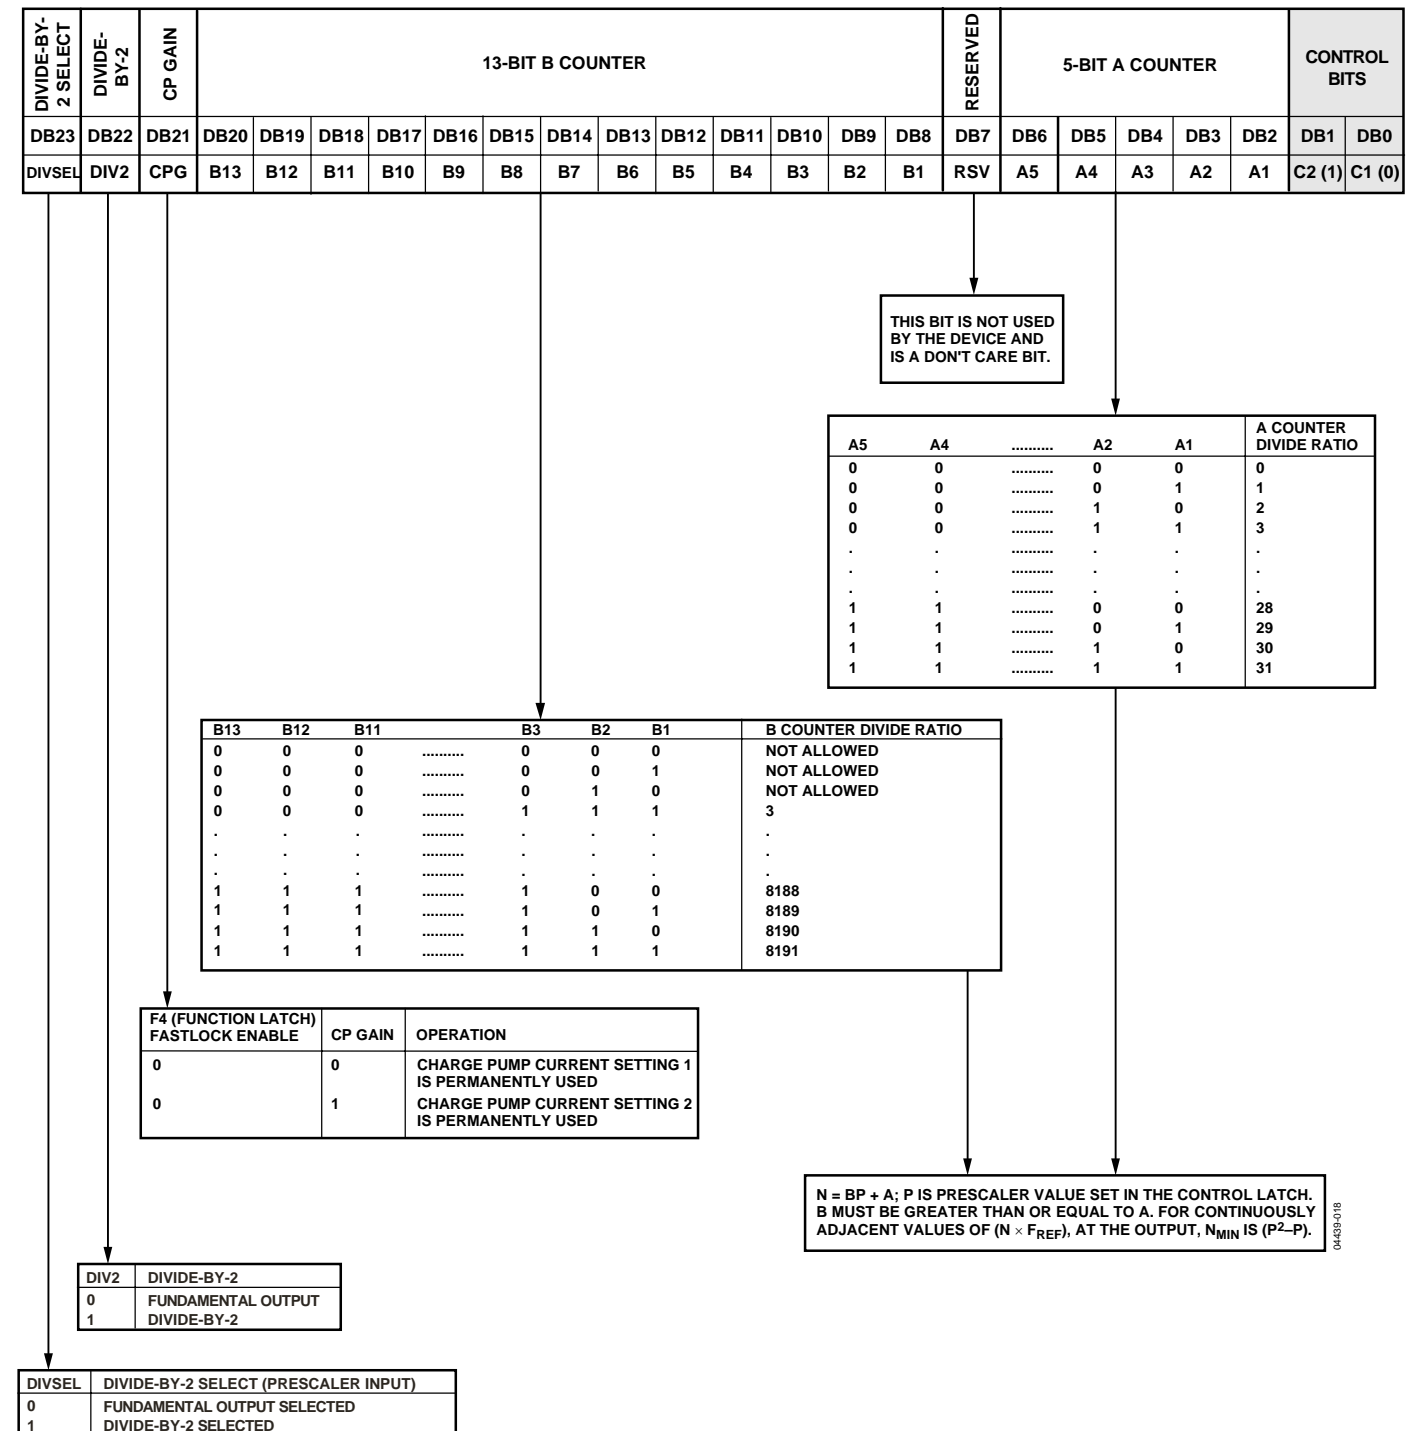 DIVIDE-BY-2 SELECT
DIVIDE-BY-2
CP GAIN
13-BIT B COUNTER
RESERVED
5-BIT A COUNTER
CONTROL BITS
DB23 DB22 DB21 DB20 DB19 DB18 DB17 DB16 DB15 DB14 DB13 DB12 DB11 DB10 DB9 DB8 DB7 DB6 DB5 DB4 DB3 DB2 DB1 DB0
DIVSEL DIV2 CPG B13 B12 B11 B10 B9 B8 B7 B6 B5 B4 B3 B2 B1 RSV A5 A4 A3 A2 A1 C2 (1) C1 (0)
THIS BIT IS NOT USED
BY THE DEVICE AND
IS A DON'T CARE BIT.
A5 A4 .......... A2 A1 A COUNTER DIVIDE RATIO
0 0 .......... 0 0 0
0 0 .......... 0 1 1
0 0 .......... 1 0 2
0 0 .......... 1 1 3
. . .......... . . .
. . .......... . . .
. . .......... . . .
1 1 .......... 0 0 28
1 1 .......... 0 1 29
1 1 .......... 1 0 30
1 1 .......... 1 1 31
B13 B12 B11 B3 B2 B1 B COUNTER DIVIDE RATIO
0 0 0 .......... 0 0 0 NOT ALLOWED
0 0 0 .......... 0 0 1 NOT ALLOWED
0 0 0 .......... 0 1 0 NOT ALLOWED
0 0 0 .......... 1 1 1 3
. . . .......... . . . .
. . . .......... . . . .
. . . .......... . . . .
1 1 1 .......... 1 0 0 8188
1 1 1 .......... 1 0 1 8189
1 1 1 .......... 1 1 0 8190
1 1 1 .......... 1 1 1 8191
F4 (FUNCTION LATCH)
FASTLOCK ENABLE CP GAIN OPERATION
0 0 CHARGE PUMP CURRENT SETTING 1
IS PERMANENTLY USED
0 1 CHARGE PUMP CURRENT SETTING 2
IS PERMANENTLY USED
N = BP + A; P IS PRESCALER VALUE SET IN THE CONTROL LATCH.
B MUST BE GREATER THAN OR EQUAL TO A. FOR CONTINUOUSLY
ADJACENT VALUES OF (N × FREF), AT THE OUTPUT, NMIN IS (P2–P).
04439-018
DIV2 DIVIDE-BY-2
0 FUNDAMENTAL OUTPUT
1 DIVIDE-BY-2
DIVSEL DIVIDE-BY-2 SELECT (PRESCALER INPUT)
0 FUNDAMENTAL OUTPUT SELECTED
1 DIVIDE-BY-2 SELECTED